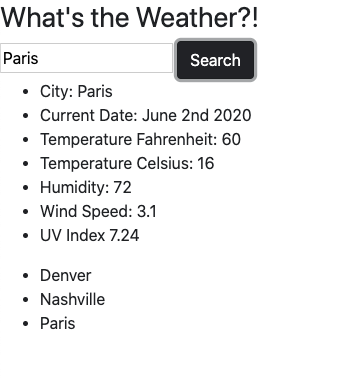 What's the Weather?!
Paris Search
City: Paris
Current Date: June 2nd 2020
Temperature Fahrenheit: 60
Temperature Celsius: 16
Humidity: 72
Wind Speed: 3.1
UV Index 7.24
Denver
Nashville
Paris